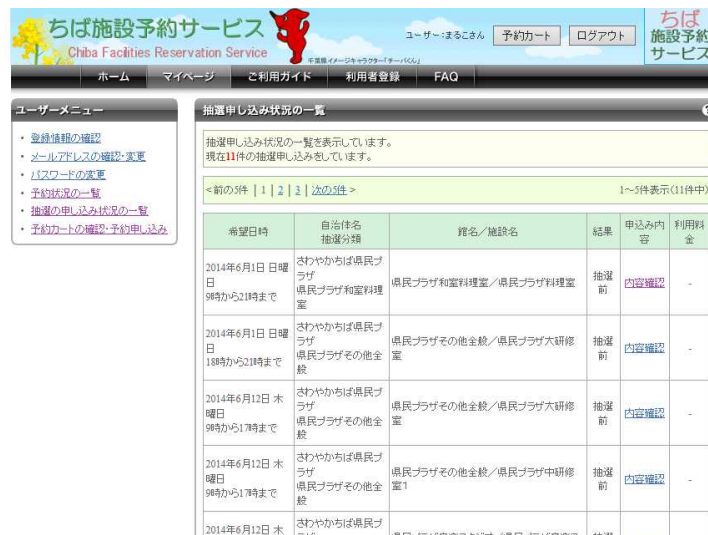 ちば施設予約サービス
Chiba Facilities Reservation Service
千葉県イメージキャラクター「チーバくん」
ユーザー:まるこさん
予約カート
ログアウト
ちば
施設予約
サービス
ホーム マイページ ご利用ガイド 利用者登録 FAQ
ユーザーメニュー
・登録情報の確認
・メールアドレスの確認・変更
・パスワードの変更
・予約状況の一覧
・抽選の申し込み状況の一覧
・予約カートの確認・予約申し込み
抽選申し込み状況の一覧
抽選申し込み状況の一覧を表示しています。
現在11件の抽選申し込みをしています。
<前の5件 | 1 | 2 | 3 | 次の5件 >
1～5件表示(11件中)
希望日時
自治体名
抽選分類
館名／施設名
結果
申込み内
容
利用料
金
2014年6月1日 日曜
日
9時から21時まで
さわやかちば県民プ
ラザ
県民プラザ和室料理
室
県民プラザ和室料理室／県民プラザ料理室
抽選
前
内容確認
-
2014年6月1日 日曜
日
18時から21時まで
さわやかちば県民プ
ラザ
県民プラザその他全
般
県民プラザその他全般／県民プラザ大研修
室
抽選
前
内容確認
-
2014年6月12日 木
曜日
9時から17時まで
さわやかちば県民プ
ラザ
県民プラザその他全
般
県民プラザその他全般／県民プラザ大研修
室
抽選
前
内容確認
-
2014年6月12日 木
曜日
9時から17時まで
さわやかちば県民プ
ラザ
県民プラザその他全
般
県民プラザその他全般／県民プラザ中研修
室1
抽選
前
内容確認
-
2014年6月12日 木
さわやかちば県民プ